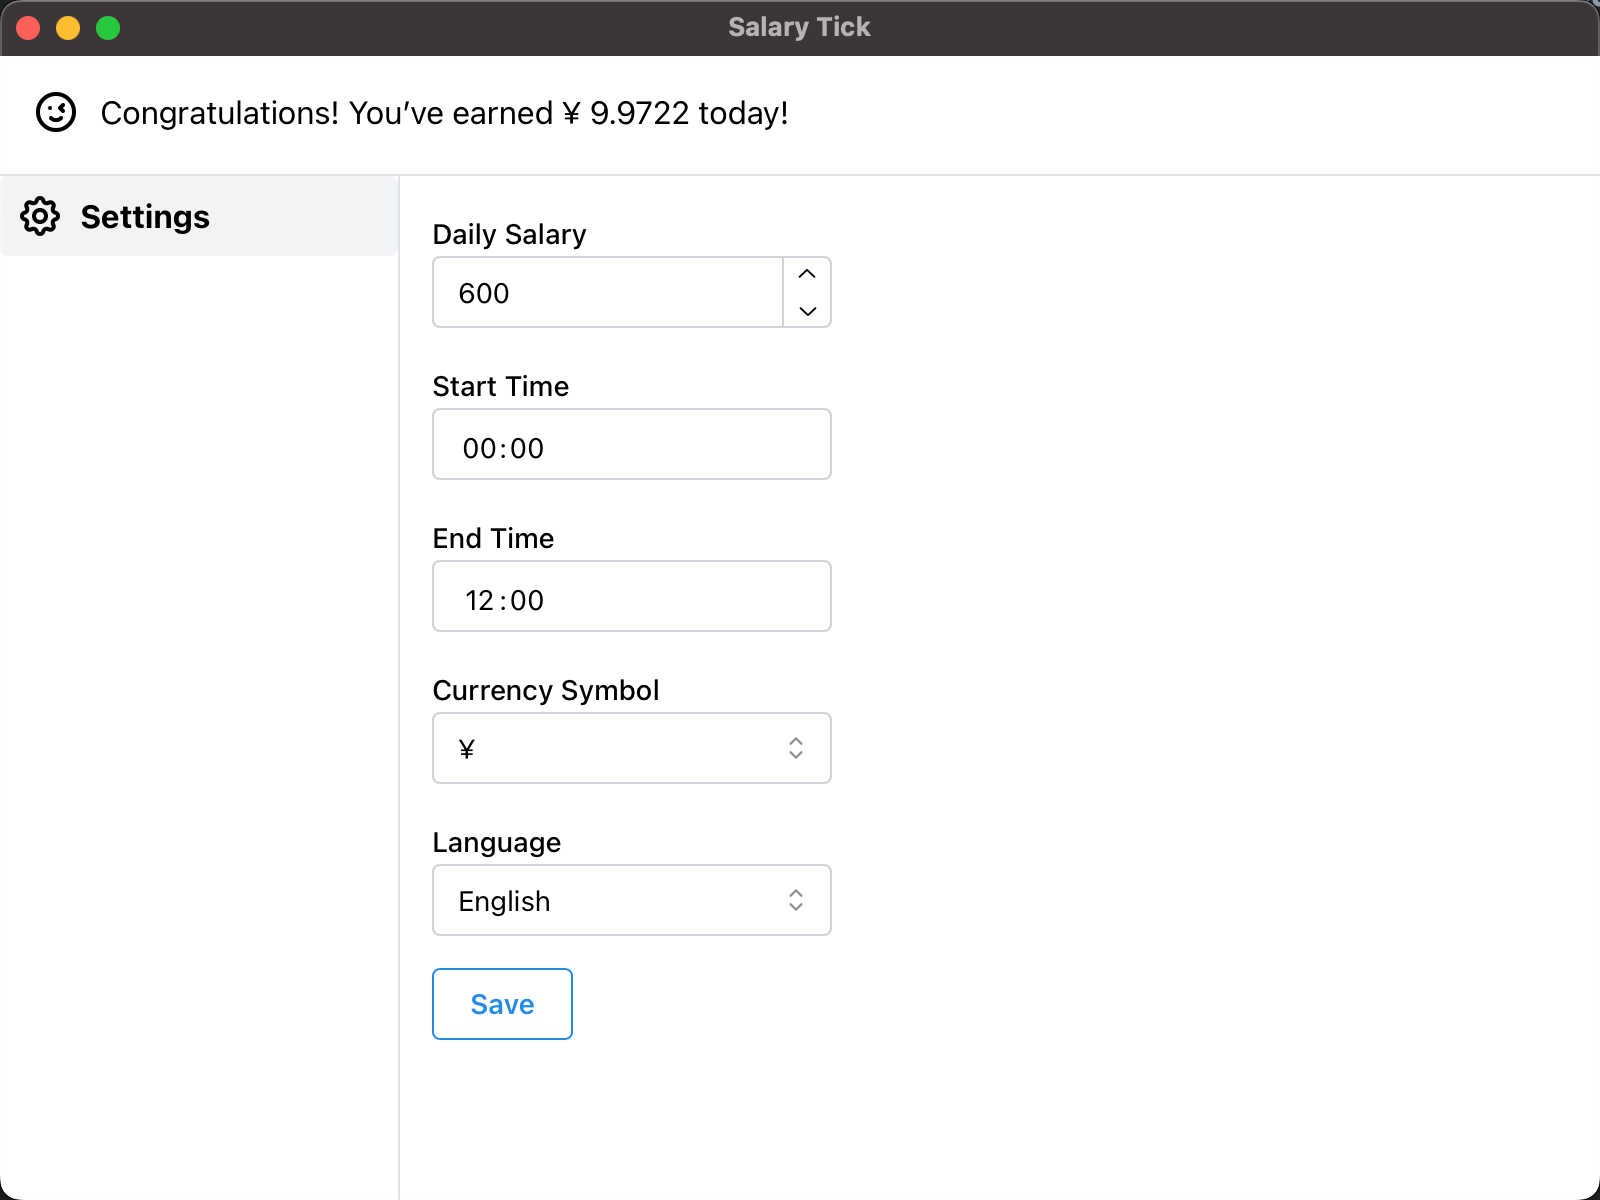 Salary Tick
Congratulations! You’ve earned ¥ 9.9722 today!
Settings
Daily Salary
600
Start Time
00:00
End Time
12:00
Currency Symbol
¥
Language
English
Save